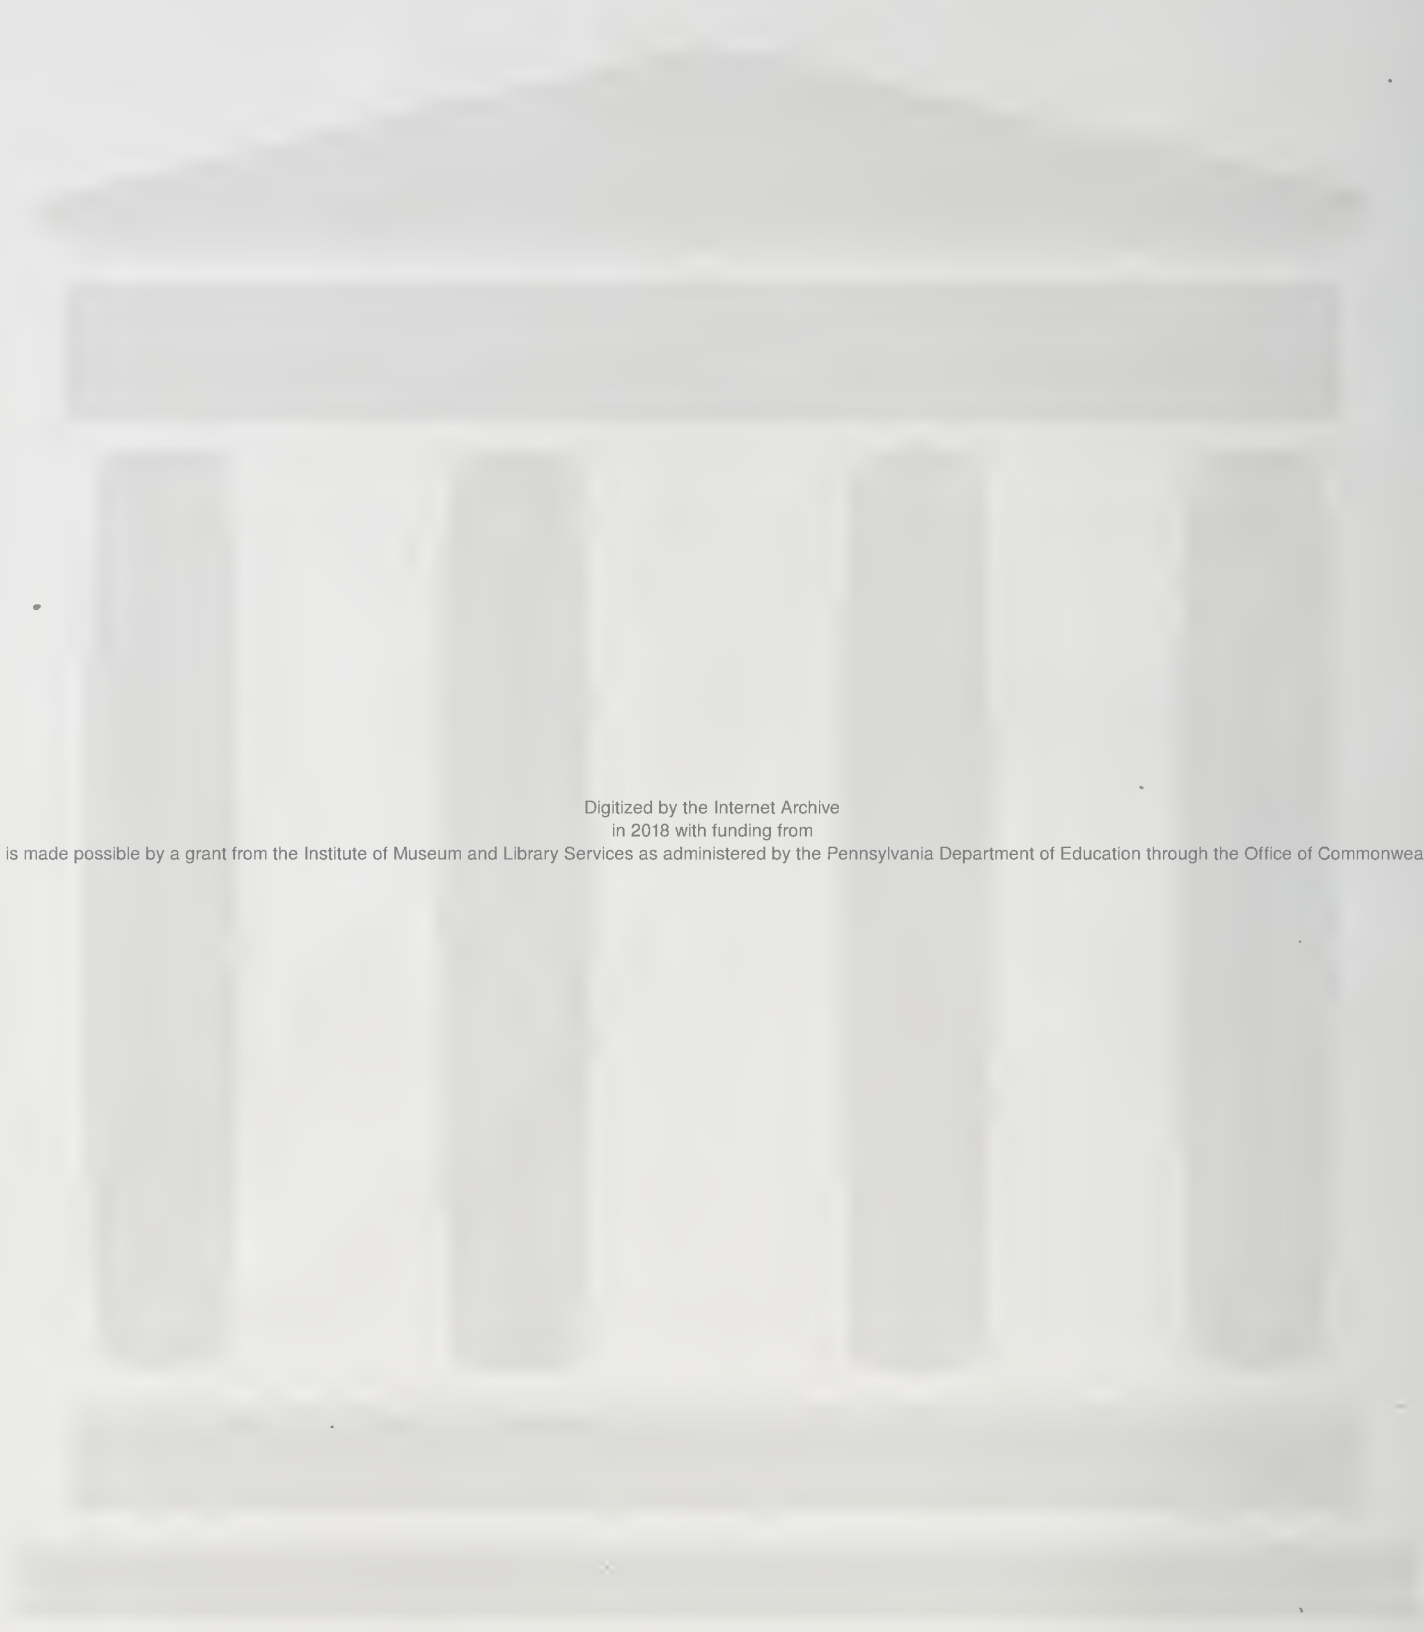 Digitized by the Internet Archive
in 2018 with funding from
is made possible by a grant from the Institute of Museum and Library Services as administered by the Pennsylvania Department of Education through the Office of